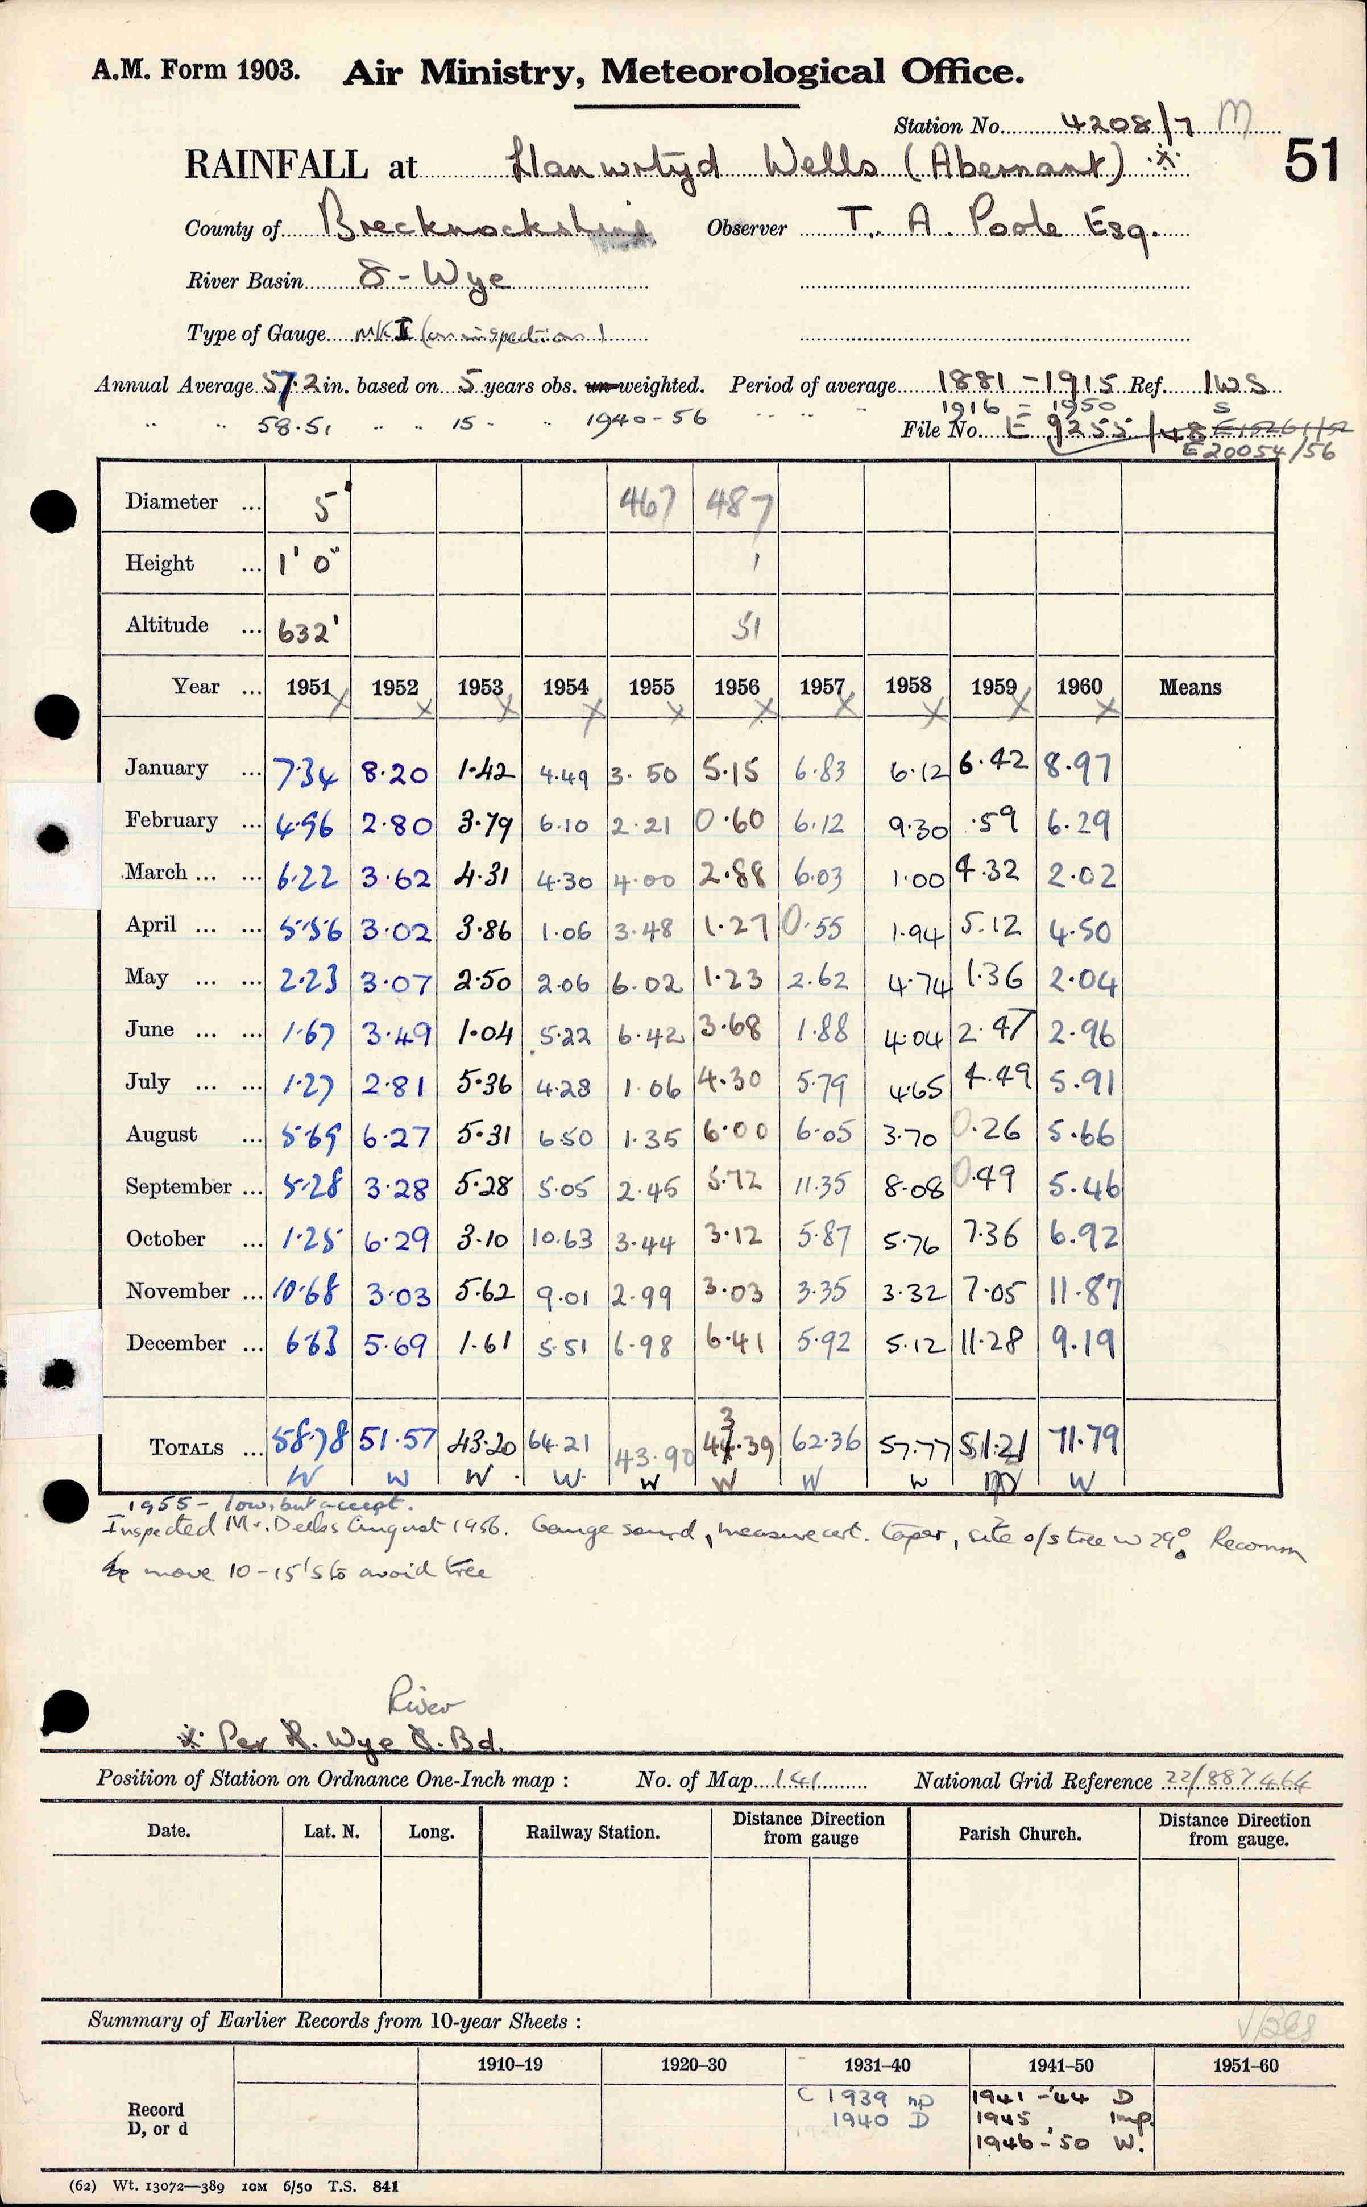 A.M. Form 1903. Air Ministry, Meteorological Office.
Station No. 4208/7 M
RAINFALL at Llanwrtyd Wells (Abernant) ※ 51
County of Brecknockshire Observer T. A. Poole Esq.
River Basin 8 - Wye
Type of Gauge MKI (on inspection)
Annual Average 57.2 in. based on 5 years obs. un-weighted. Period of average 1881 - 1915 Ref. IWS
" " 58.51 " " 15 " " 1940-56 " " " 1916 - 1950 S
File No. E 9255/48 E15261/52
E20054/56
Diameter ... 5" 467 487
Height ... 1' 0" 1
Altitude ... 632' 51
Year ... 1951 1952 1953 1954 1955 1956 1957 1958 1959 1960 Means
X X X X X X X X X X
January ... 7.34 8.20 1.42 4.49 3.50 5.15 6.83 6.12 6.42 8.97
February ... 4.96 2.80 3.79 6.10 2.21 0.60 6.12 9.30 .59 6.29
March ... ... 6.22 3.62 4.31 4.30 4.00 2.88 6.03 1.00 4.32 2.02
April ... ... 5.56 3.02 3.86 1.06 3.48 1.27 0.55 1.94 5.12 4.50
May ... ... 2.23 3.07 2.50 2.06 6.02 1.23 2.62 4.74 1.36 2.04
June ... ... 1.67 3.49 1.04 5.22 6.42 3.68 1.88 4.04 2.47 2.96
July ... ... 1.27 2.81 5.36 4.28 1.06 4.30 5.79 4.65 4.49 5.91
August ... 5.69 6.27 5.31 6.50 1.35 6.00 6.05 3.70 0.26 5.66
September ... 5.28 3.28 5.28 5.05 2.45 5.72 11.35 8.08 0.49 5.46
October ... 1.25 6.29 3.10 10.63 3.44 3.12 5.87 5.76 7.36 6.92
November ... 10.68 3.03 5.62 9.01 2.99 3.03 3.35 3.32 7.05 11.87
December ... 6.63 5.69 1.61 5.51 6.98 6.41 5.92 5.12 11.28 9.19
TOTALS ... 58.78 51.57 43.20 64.21 43.90 43.39 62.36 57.77 51.21 71.79
W W W W W W W W M W
1955 - low, but accept.
Inspected Mr. Deeks August 1956. Gauge sound, measure cert. taper, site o/s tree W 29°. Recomm
move 10-15' S to avoid tree
River
※ Per R. Wye R. Bd.
Position of Station on Ordnance One-Inch map : No. of Map 141 National Grid Reference 22/887464
Date. Lat. N. Long. Railway Station. Distance Direction from gauge Parish Church. Distance Direction from gauge.
Summary of Earlier Records from 10-year Sheets :
1910–19 1920–30 1931–40 1941–50 1951–60
Record D, or d
C 1939 np 1941 - '44 D
1940 D 1945 Imp.
1946 - '50 W.
(62) Wt. 13072—389 10M 6/50 T.S. 841